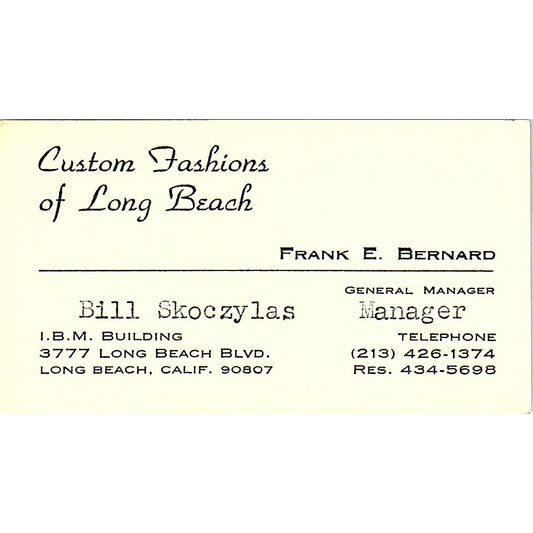 Custom Fashions
of Long Beach
FRANK E. BERNARD
GENERAL MANAGER
Bill Skoczylas Manager
I.B.M. BUILDING TELEPHONE
3777 LONG BEACH BLVD. (213) 426-1374
LONG BEACH, CALIF. 90807 RES. 434-5698